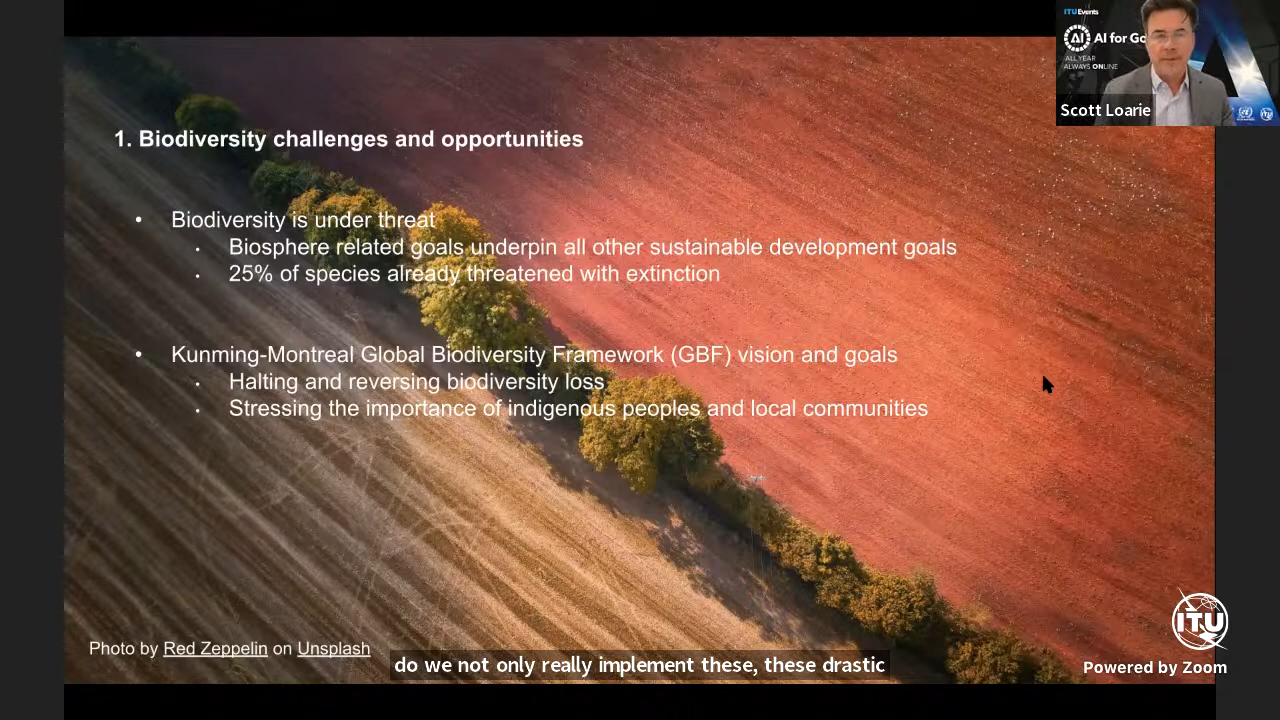 ITUEvents
AI
AI for Go
ALL YEAR
ALWAYS ONLINE
Scott Loarie
1. Biodiversity challenges and opportunities
• Biodiversity is under threat
• Biosphere related goals underpin all other sustainable development goals
• 25% of species already threatened with extinction
• Kunming-Montreal Global Biodiversity Framework (GBF) vision and goals
• Halting and reversing biodiversity loss
• Stressing the importance of indigenous peoples and local communities
ITU
Photo by Red Zeppelin on Unsplash
do we not only really implement these, these drastic
Powered by Zoom